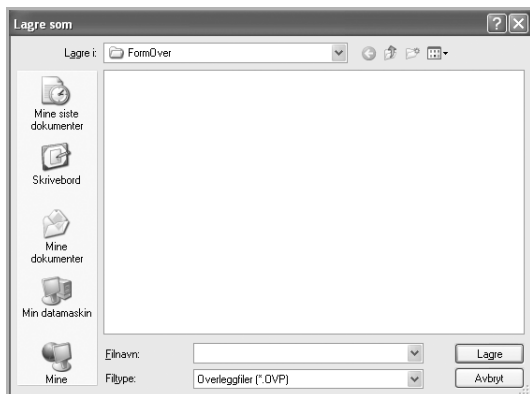 Lagre som
Lagre i:
FormOver
Mine siste
dokumenter
Skrivebord
Mine
dokumenter
Min datamaskin
Mine
Filnavn:
Lagre
Filtype:
Overleggfiler (*.OVP)
Avbryt